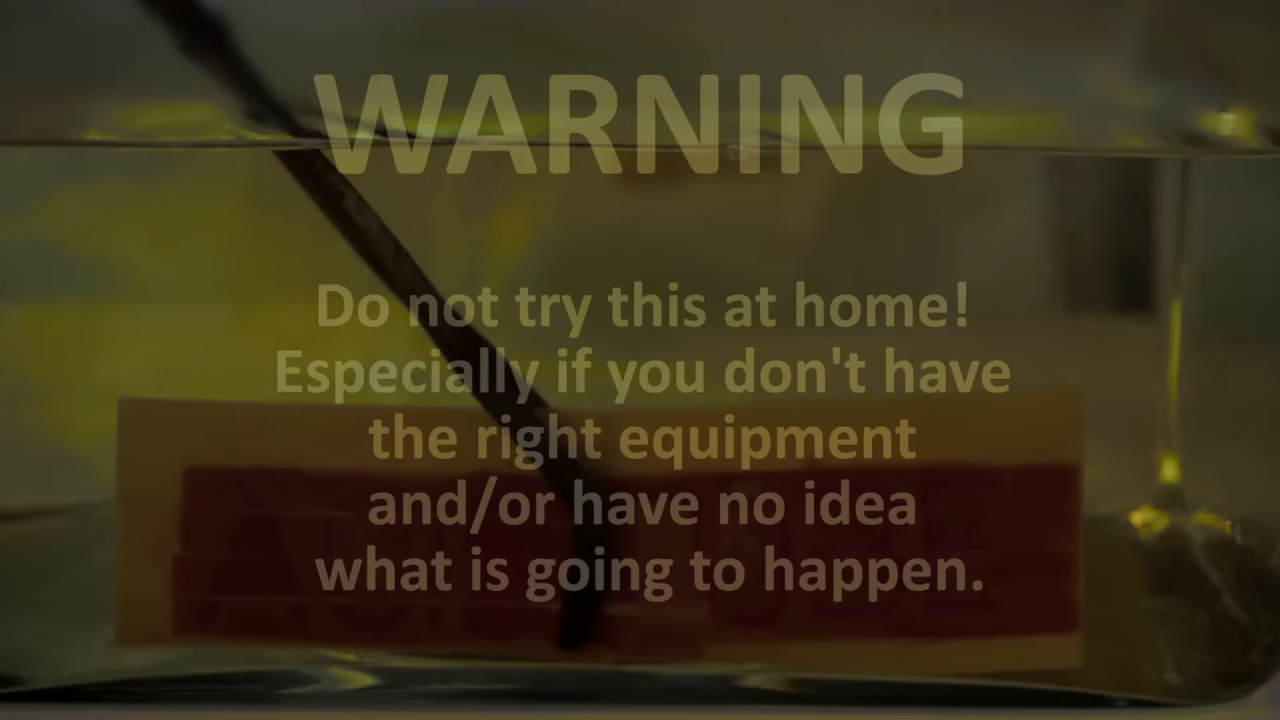 WARNING
Do not try this at home!
Especially if you don't have
the right equipment
and/or have no idea
what is going to happen.